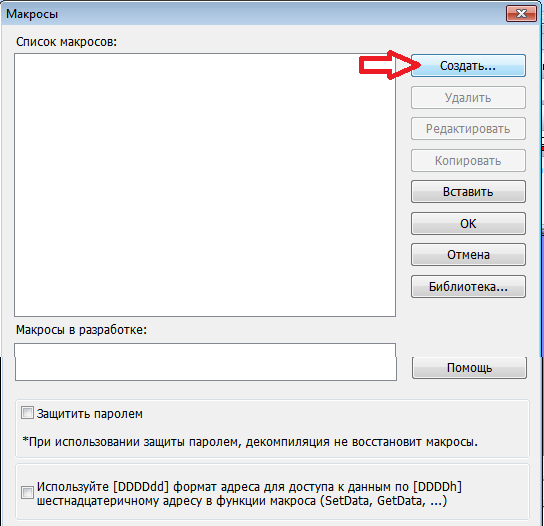 Макросы
Список макросов:
Создать...
Удалить
Редактировать
Копировать
Вставить
OK
Отмена
Библиотека...
Макросы в разработке:
Помощь
Защитить паролем
*При использовании защиты паролем, декомпиляция не восстановит макросы.
Используйте [DDDDdd] формат адреса для доступа к данным по [DDDDh]
шестнадцатеричному адресу в функции макроса (SetData, GetData, ...)